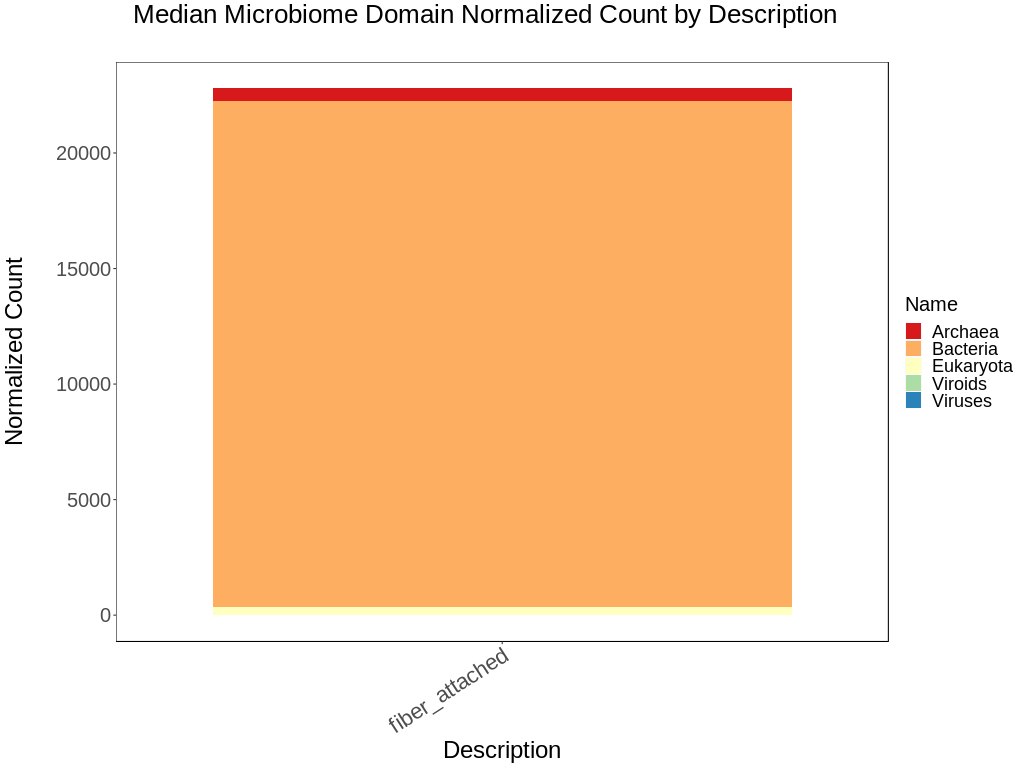 Median Microbiome Domain Normalized Count by Description
Normalized Count
20000
15000
10000
5000
0
fiber_attached
Description
Name
Archaea
Bacteria
Eukaryota
Viroids
Viruses